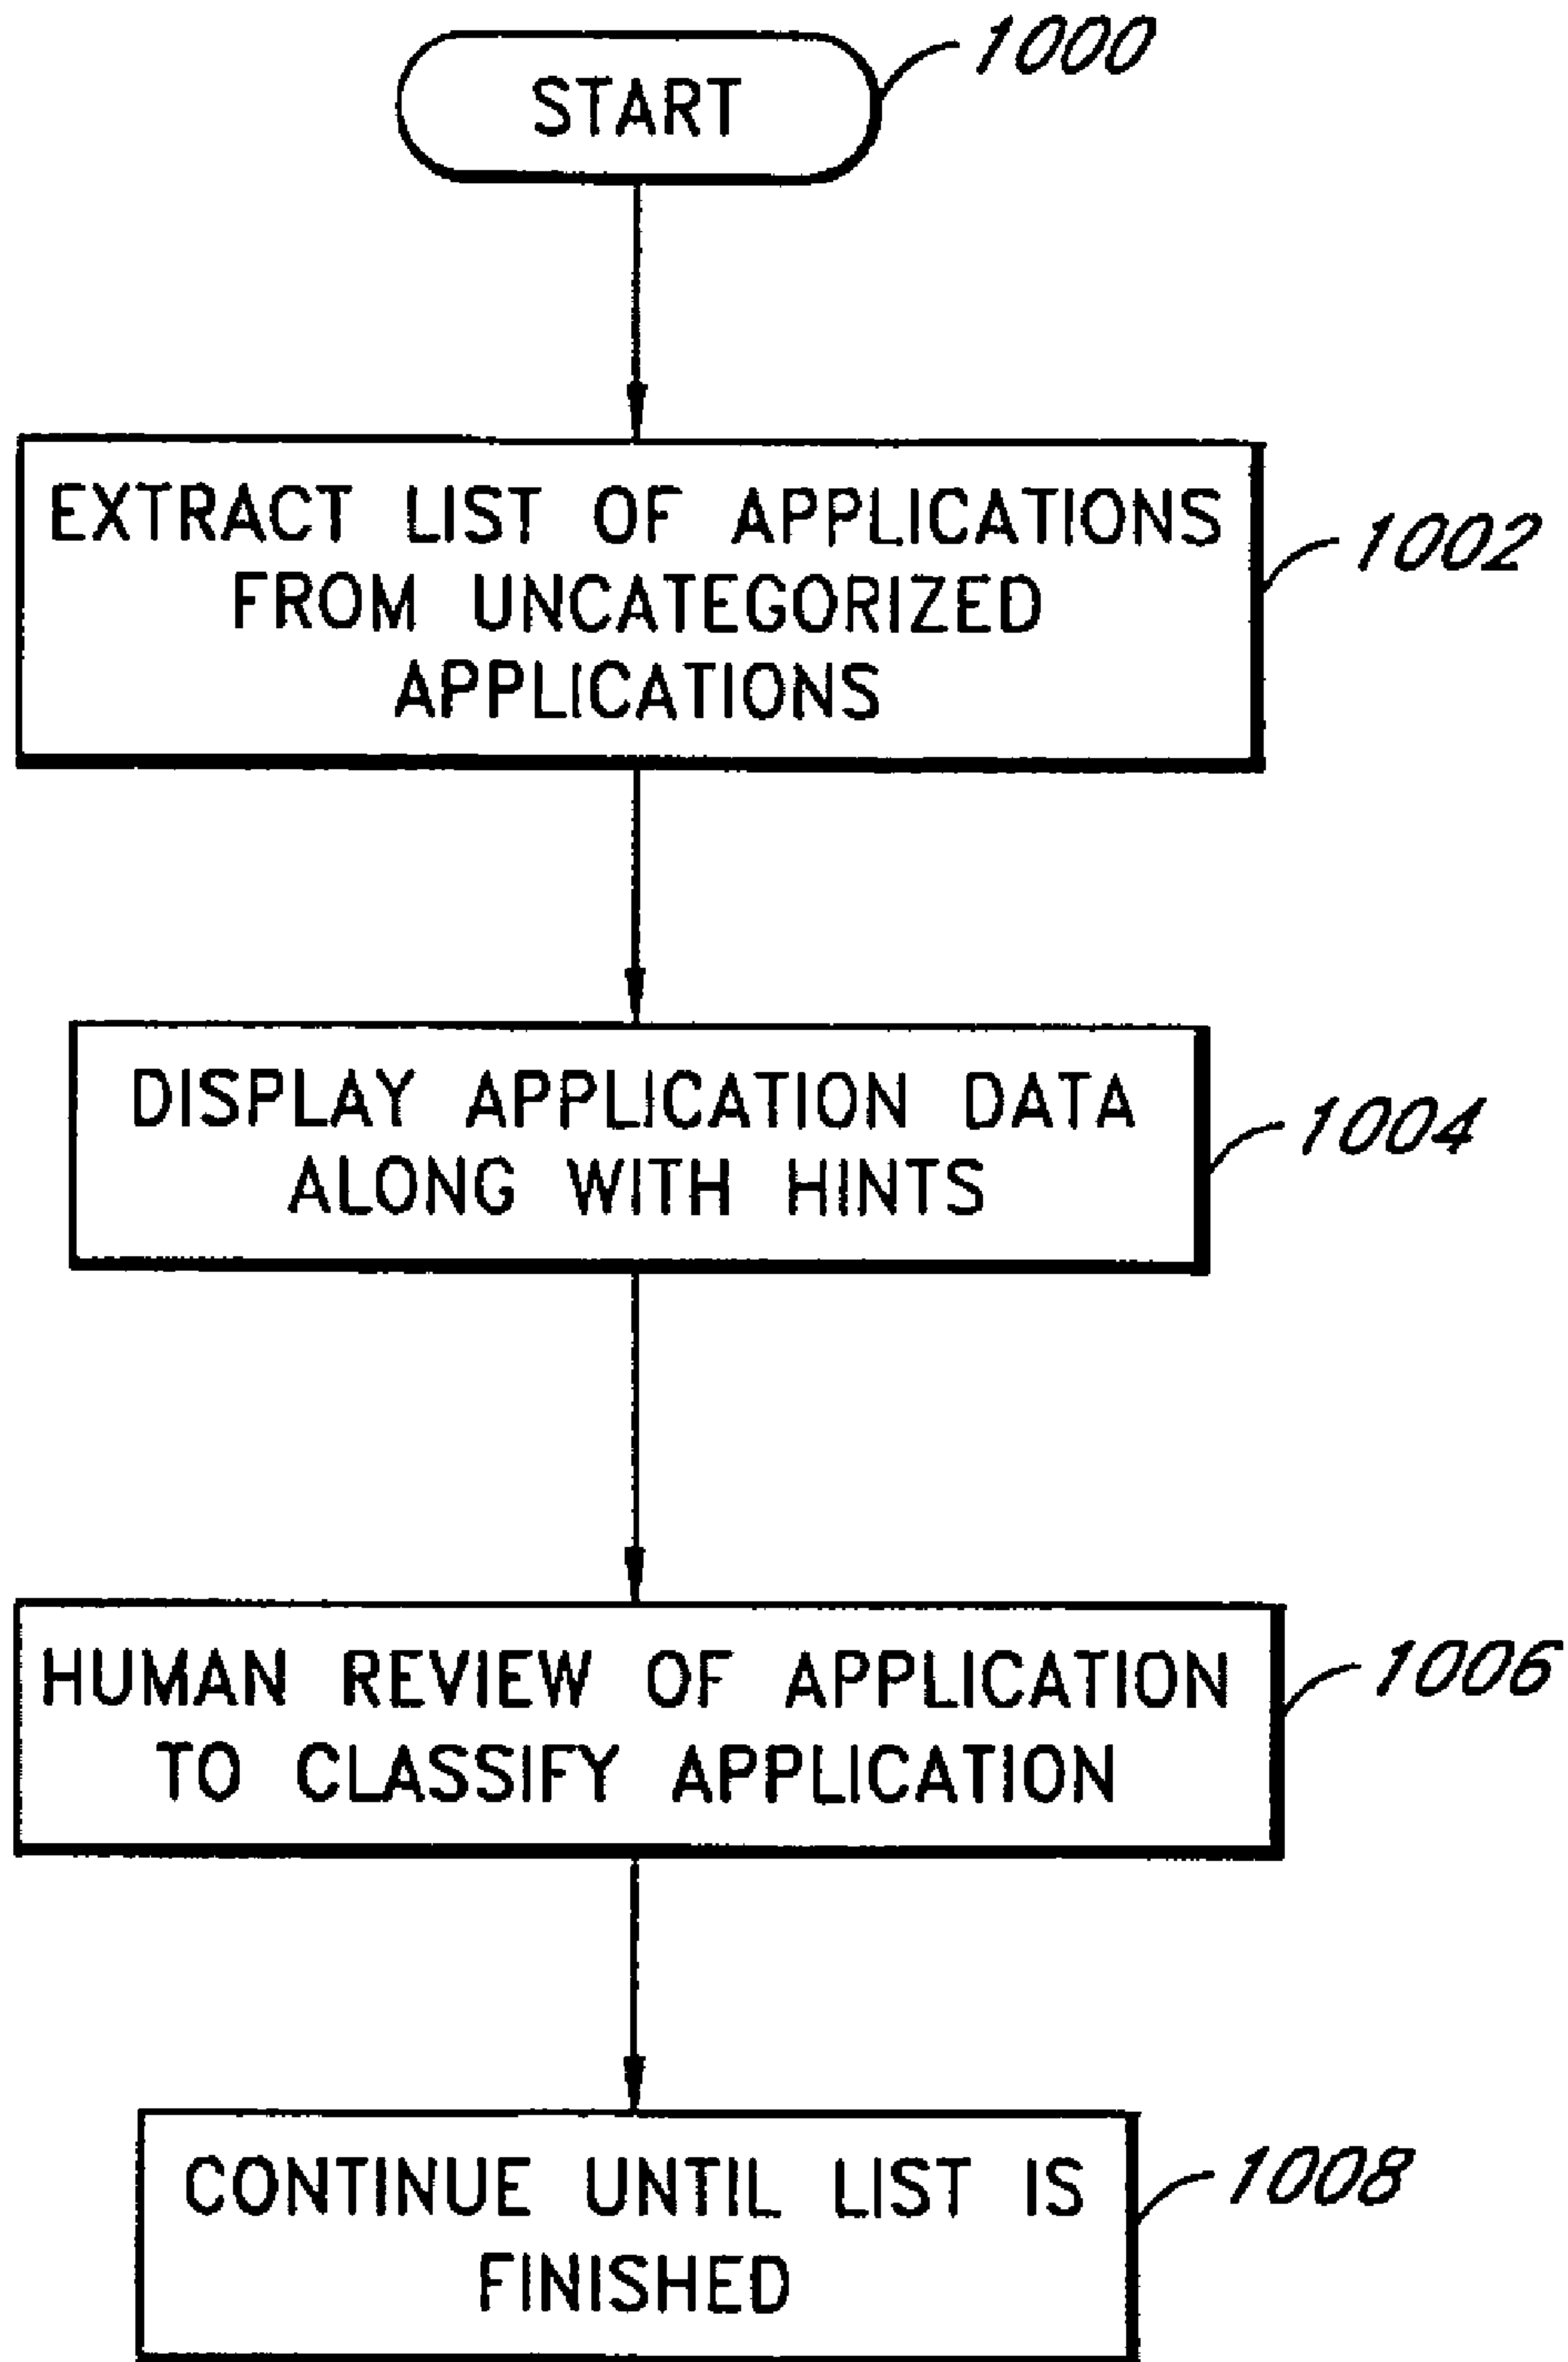 START
1000
EXTRACT LIST OF APPLICATIONS
FROM UNCATEGORIZED
APPLICATIONS
1002
DISPLAY APPLICATION DATA
ALONG WITH HINTS
1004
HUMAN REVIEW OF APPLICATION
TO CLASSIFY APPLICATION
1006
CONTINUE UNTIL LIST IS
FINISHED
1008